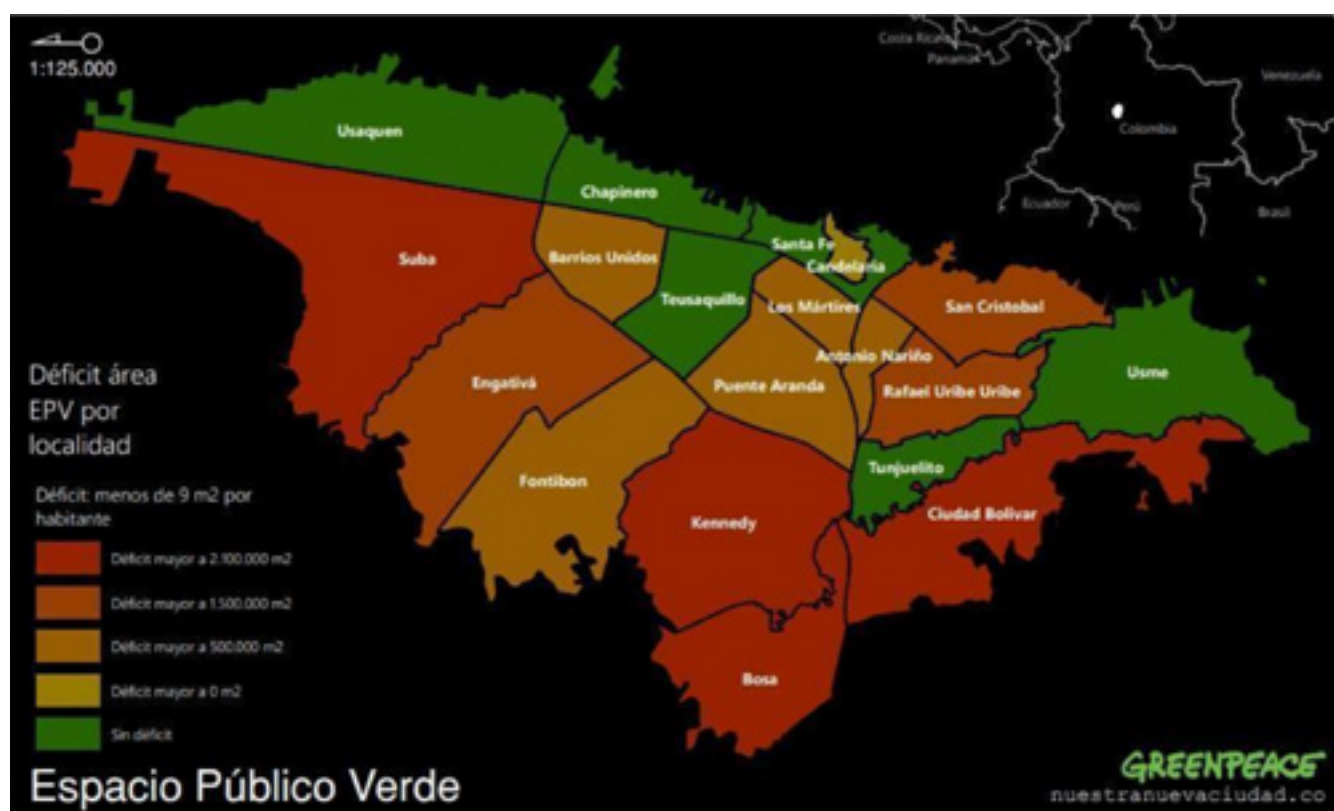 1:125.000
Costa Rica
Panamá
Venezuela
Colombia
Ecuador
Perú
Brasil
Usaquen
Chapinero
Suba
Barrios Unidos
Santa Fe
Candelaria
Teusaquillo
Los Mártires
San Cristobal
Engativá
Antonio Nariño
Puente Aranda
Rafael Uribe Uribe
Usme
Fontibon
Tunjuelito
Kennedy
Ciudad Bolivar
Bosa
Déficit área
EPV por
localidad
Déficit: menos de 9 m2 por
habitante
Déficit mayor a 2.100.000 m2
Déficit mayor a 1.500.000 m2
Déficit mayor a 500.000 m2
Déficit mayor a 0 m2
Sin déficit
Espacio Público Verde
GREENPEACE
nuestranuevaciudad.co